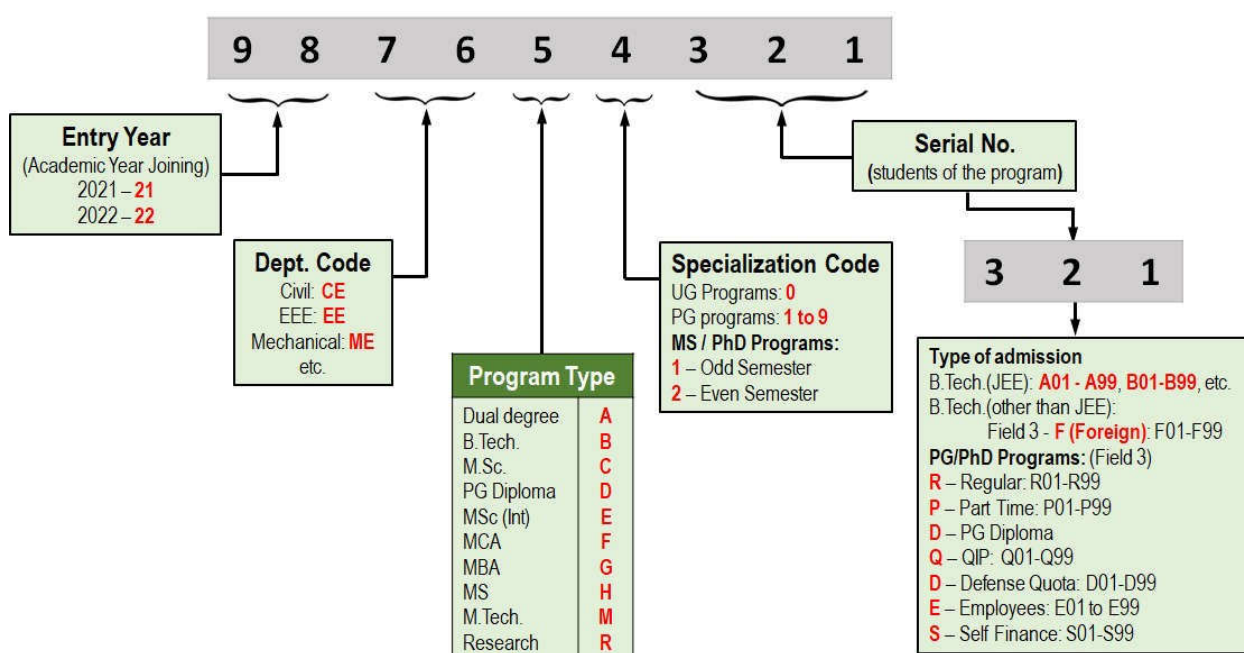 9 8 7 6 5 4 3 2 1
Entry Year
(Academic Year Joining)
2021 – 21
2022 – 22
Dept. Code
Civil: CE
EEE: EE
Mechanical: ME
etc.
Program Type
Dual degree A
B.Tech. B
M.Sc. C
PG Diploma D
MSc (Int) E
MCA F
MBA G
MS H
M.Tech. M
Research R
Specialization Code
UG Programs: 0
PG programs: 1 to 9
MS / PhD Programs:
1 – Odd Semester
2 – Even Semester
Serial No.
(students of the program)
3 2 1
Type of admission
B.Tech.(JEE): A01 - A99, B01-B99, etc.
B.Tech.(other than JEE):
Field 3 - F (Foreign): F01-F99
PG/PhD Programs: (Field 3)
R – Regular: R01-R99
P – Part Time: P01-P99
D – PG Diploma
Q – QIP: Q01-Q99
D – Defense Quota: D01-D99
E – Employees: E01 to E99
S – Self Finance: S01-S99